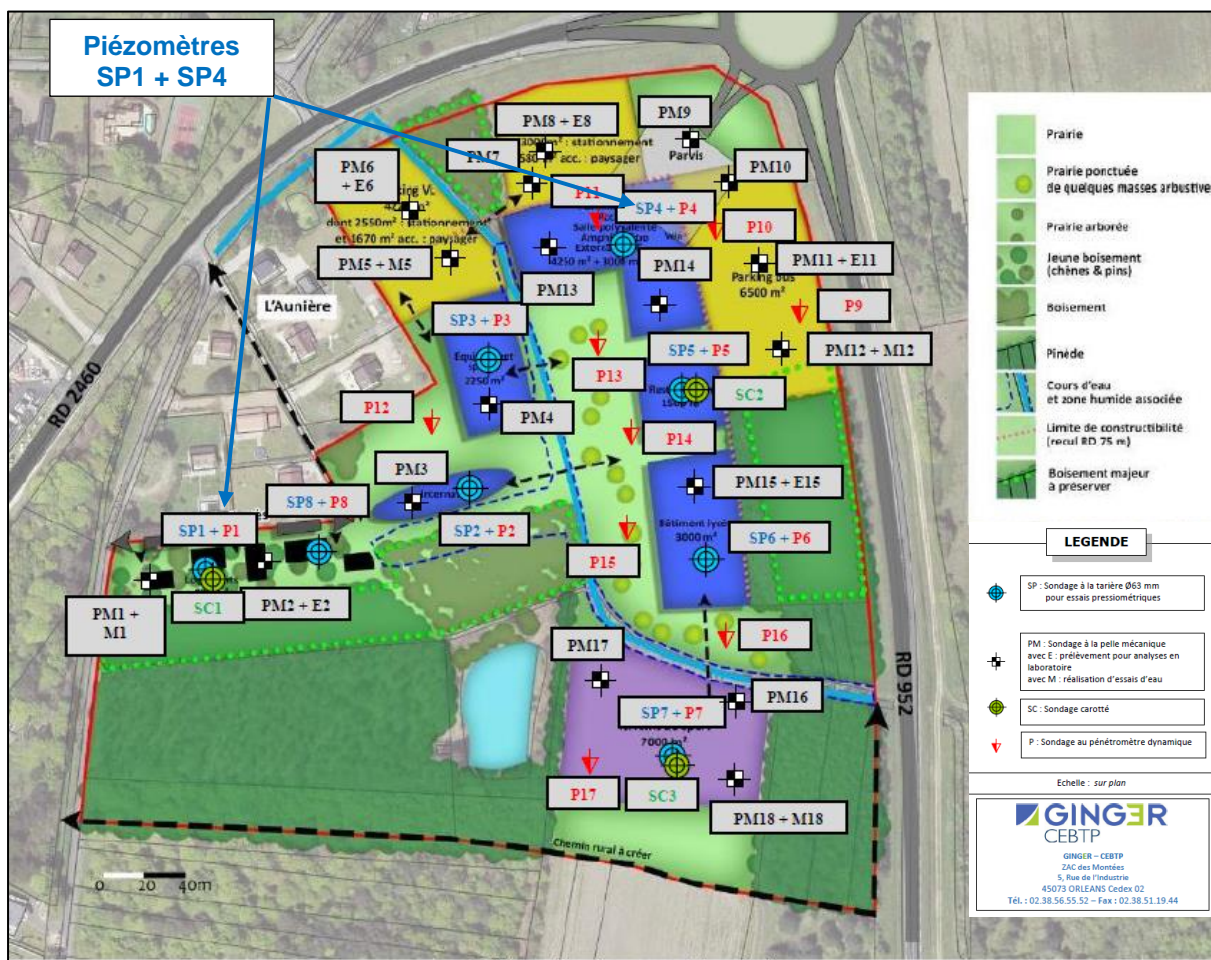 Piézomètres
SP1 + SP4
PM8 + E8
PM9
Parvis
PM7
PM10
PM6
+ E6
dont 2550m² : stationnement
et 1670 m² acc. : paysager
P11
SP4 + P4
P10
PM5 + M5
PM14
PM11 + E11
Parking bus
6500 m²
PM13
L'Aunière
SP3 + P3
P9
SP5 + P5
PM12 + M12
2250 m²
P13
SC2
P12
PM4
RD 2460
P14
PM3
PM15 + E15
SP8 + P8
SP1 + P1
SP2 + P2
Bâtiment lycée
3000 m²
SP6 + P6
P15
SC1
PM2 + E2
PM1 +
M1
P16
PM17
RD 952
PM16
SP7 + P7
7000 m²
P17
SC3
PM18 + M18
Chemin rural à créer
0 20 40m
Prairie
Prairie ponctuée
de quelques masses arbustive
Prairie arborée
Jeune boisement
(chênes & pins)
Boisement
Pinède
Cours d'eau
et zone humide associée
Limite de constructibilité
(recul RD 75 m)
Boisement majeur
à préserver
LEGENDE
SP : Sondage à la tarière Ø63 mm
pour essais pressiométriques
PM : Sondage à la pelle mécanique
avec E : prélèvement pour analyses en
laboratoire
avec M : réalisation d'essais d'eau
SC : Sondage carotté
P : Sondage au pénétromètre dynamique
Echelle : sur plan
GINGER
CEBTP
GINGER – CEBTP
ZAC des Montées
5, Rue de l'Industrie
45073 ORLEANS Cedex 02
Tél. : 02.38.56.55.52 – Fax : 02.38.51.19.44